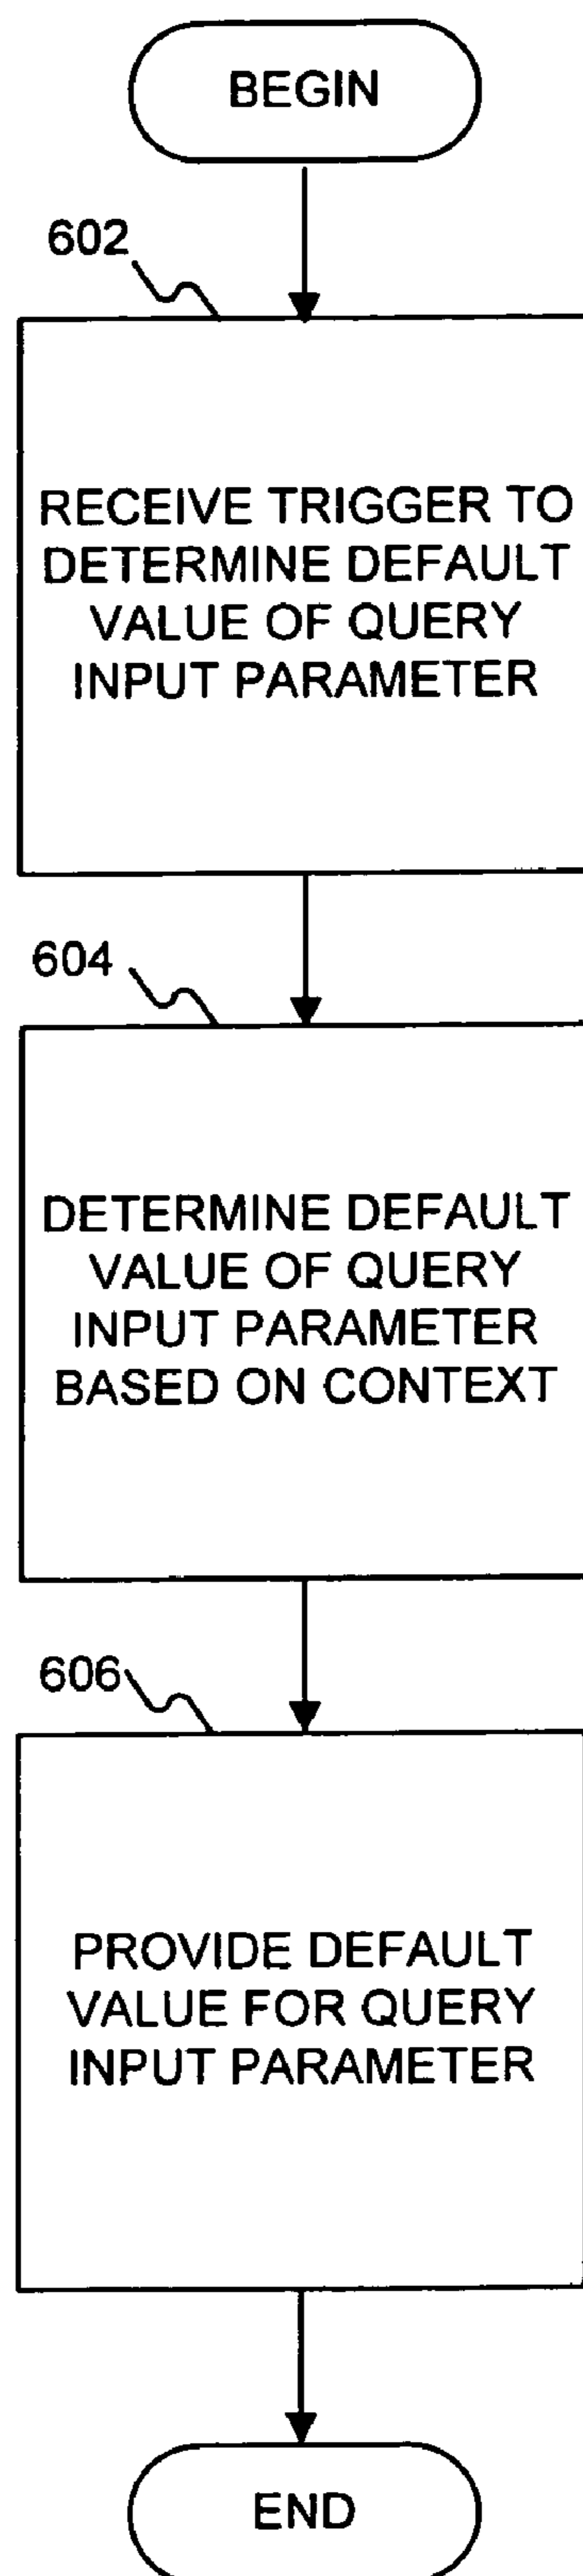 BEGIN
602
RECEIVE TRIGGER TO
DETERMINE DEFAULT
VALUE OF QUERY
INPUT PARAMETER
604
DETERMINE DEFAULT
VALUE OF QUERY
INPUT PARAMETER
BASED ON CONTEXT
606
PROVIDE DEFAULT
VALUE FOR QUERY
INPUT PARAMETER
END